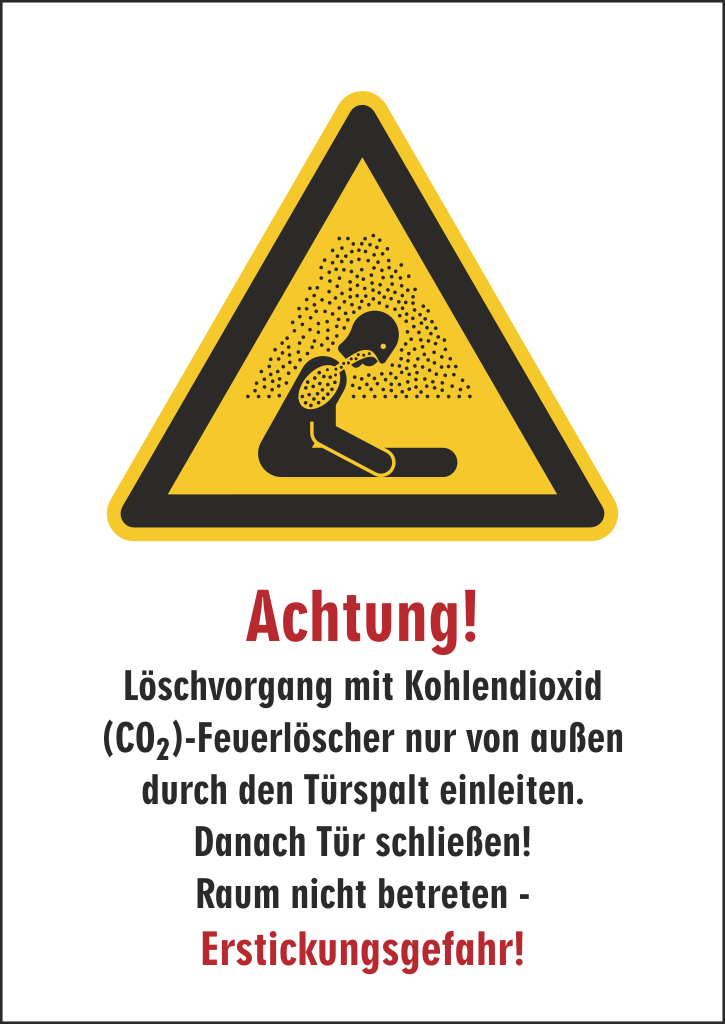 Achtung!
Löschvorgang mit Kohlendioxid
(CO₂)-Feuerlöscher nur von außen
durch den Türspalt einleiten.
Danach Tür schließen!
Raum nicht betreten -
Erstickungsgefahr!